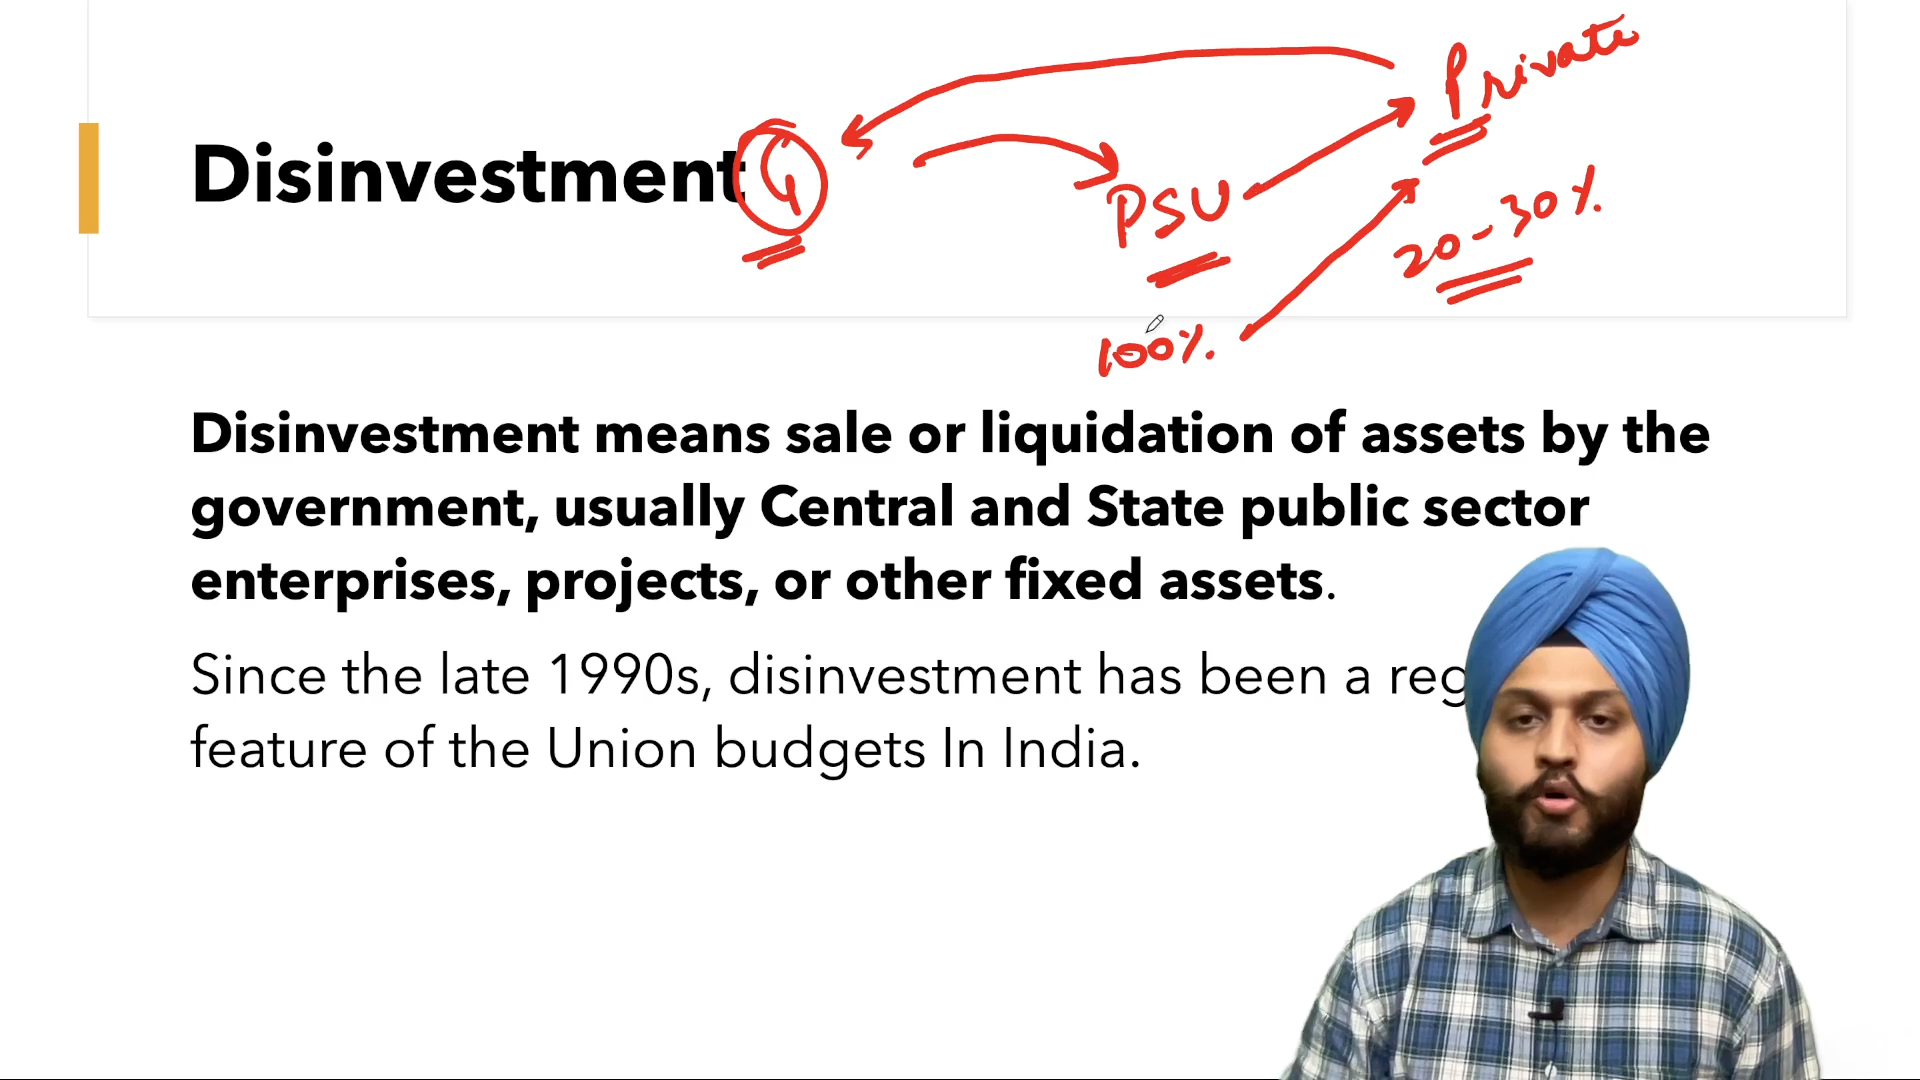 Private
Disinvestment G
PSU
20-30%
100%
Disinvestment means sale or liquidation of assets by the
government, usually Central and State public sector
enterprises, projects, or other fixed assets.
Since the late 1990s, disinvestment has been a reg
feature of the Union budgets In India.